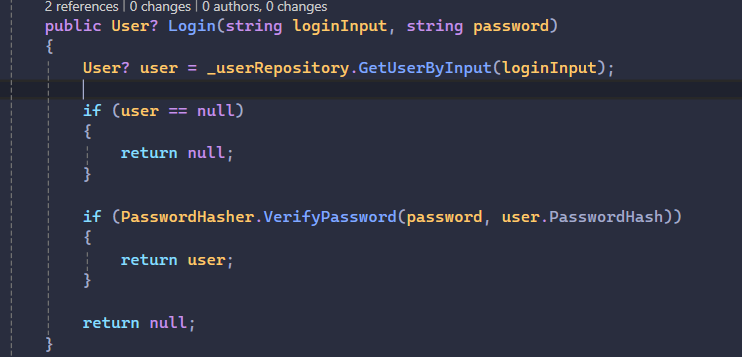 2 references | 0 changes | 0 authors, 0 changes
public User? Login(string loginInput, string password)
{
    User? user = _userRepository.GetUserByInput(loginInput);

    if (user == null)
    {
        return null;
    }

    if (PasswordHasher.VerifyPassword(password, user.PasswordHash))
    {
        return user;
    }

    return null;
}